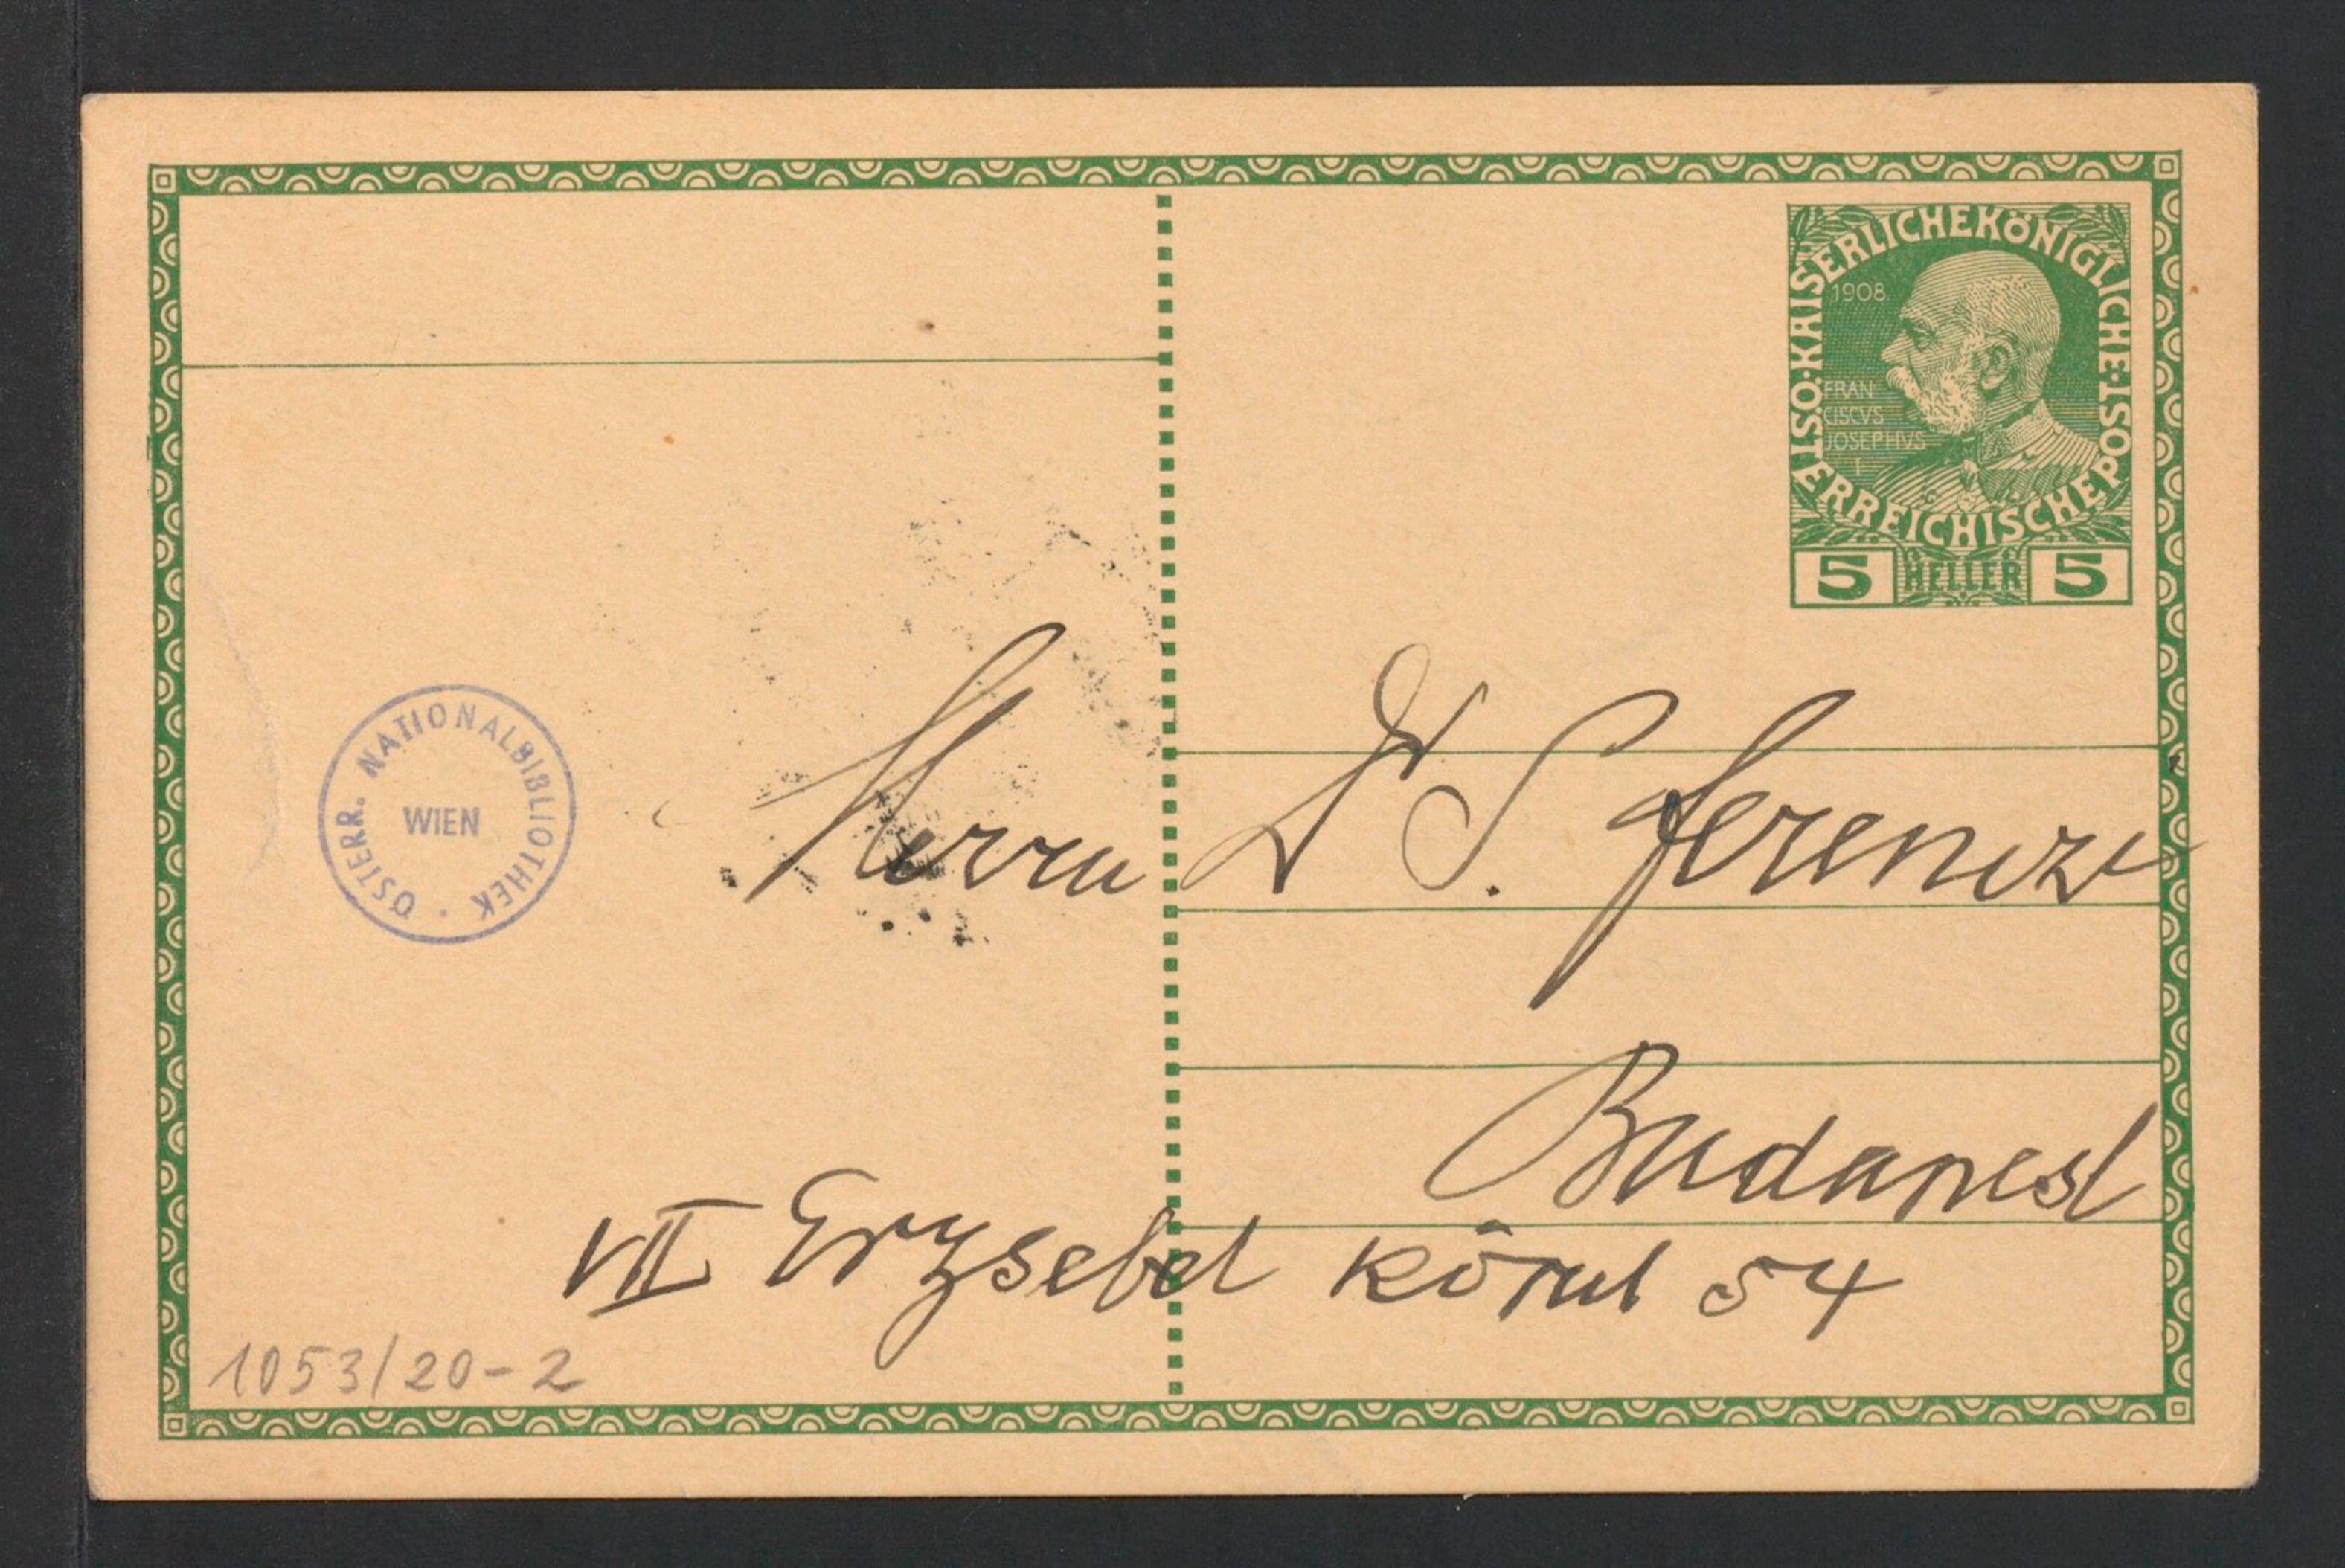 KAISERLICHE KÖNIGLICHE ÖSTERREICHISCHE POST
1908
FRAN
CISCVS
JOSEPHVS
I
5 HELLER 5
ÖSTERR. NATIONALBIBLIOTHEK
WIEN
Herrn Dr S. Ferenczi
Budapest
VII Erzsebet körut 54
1053/20-2